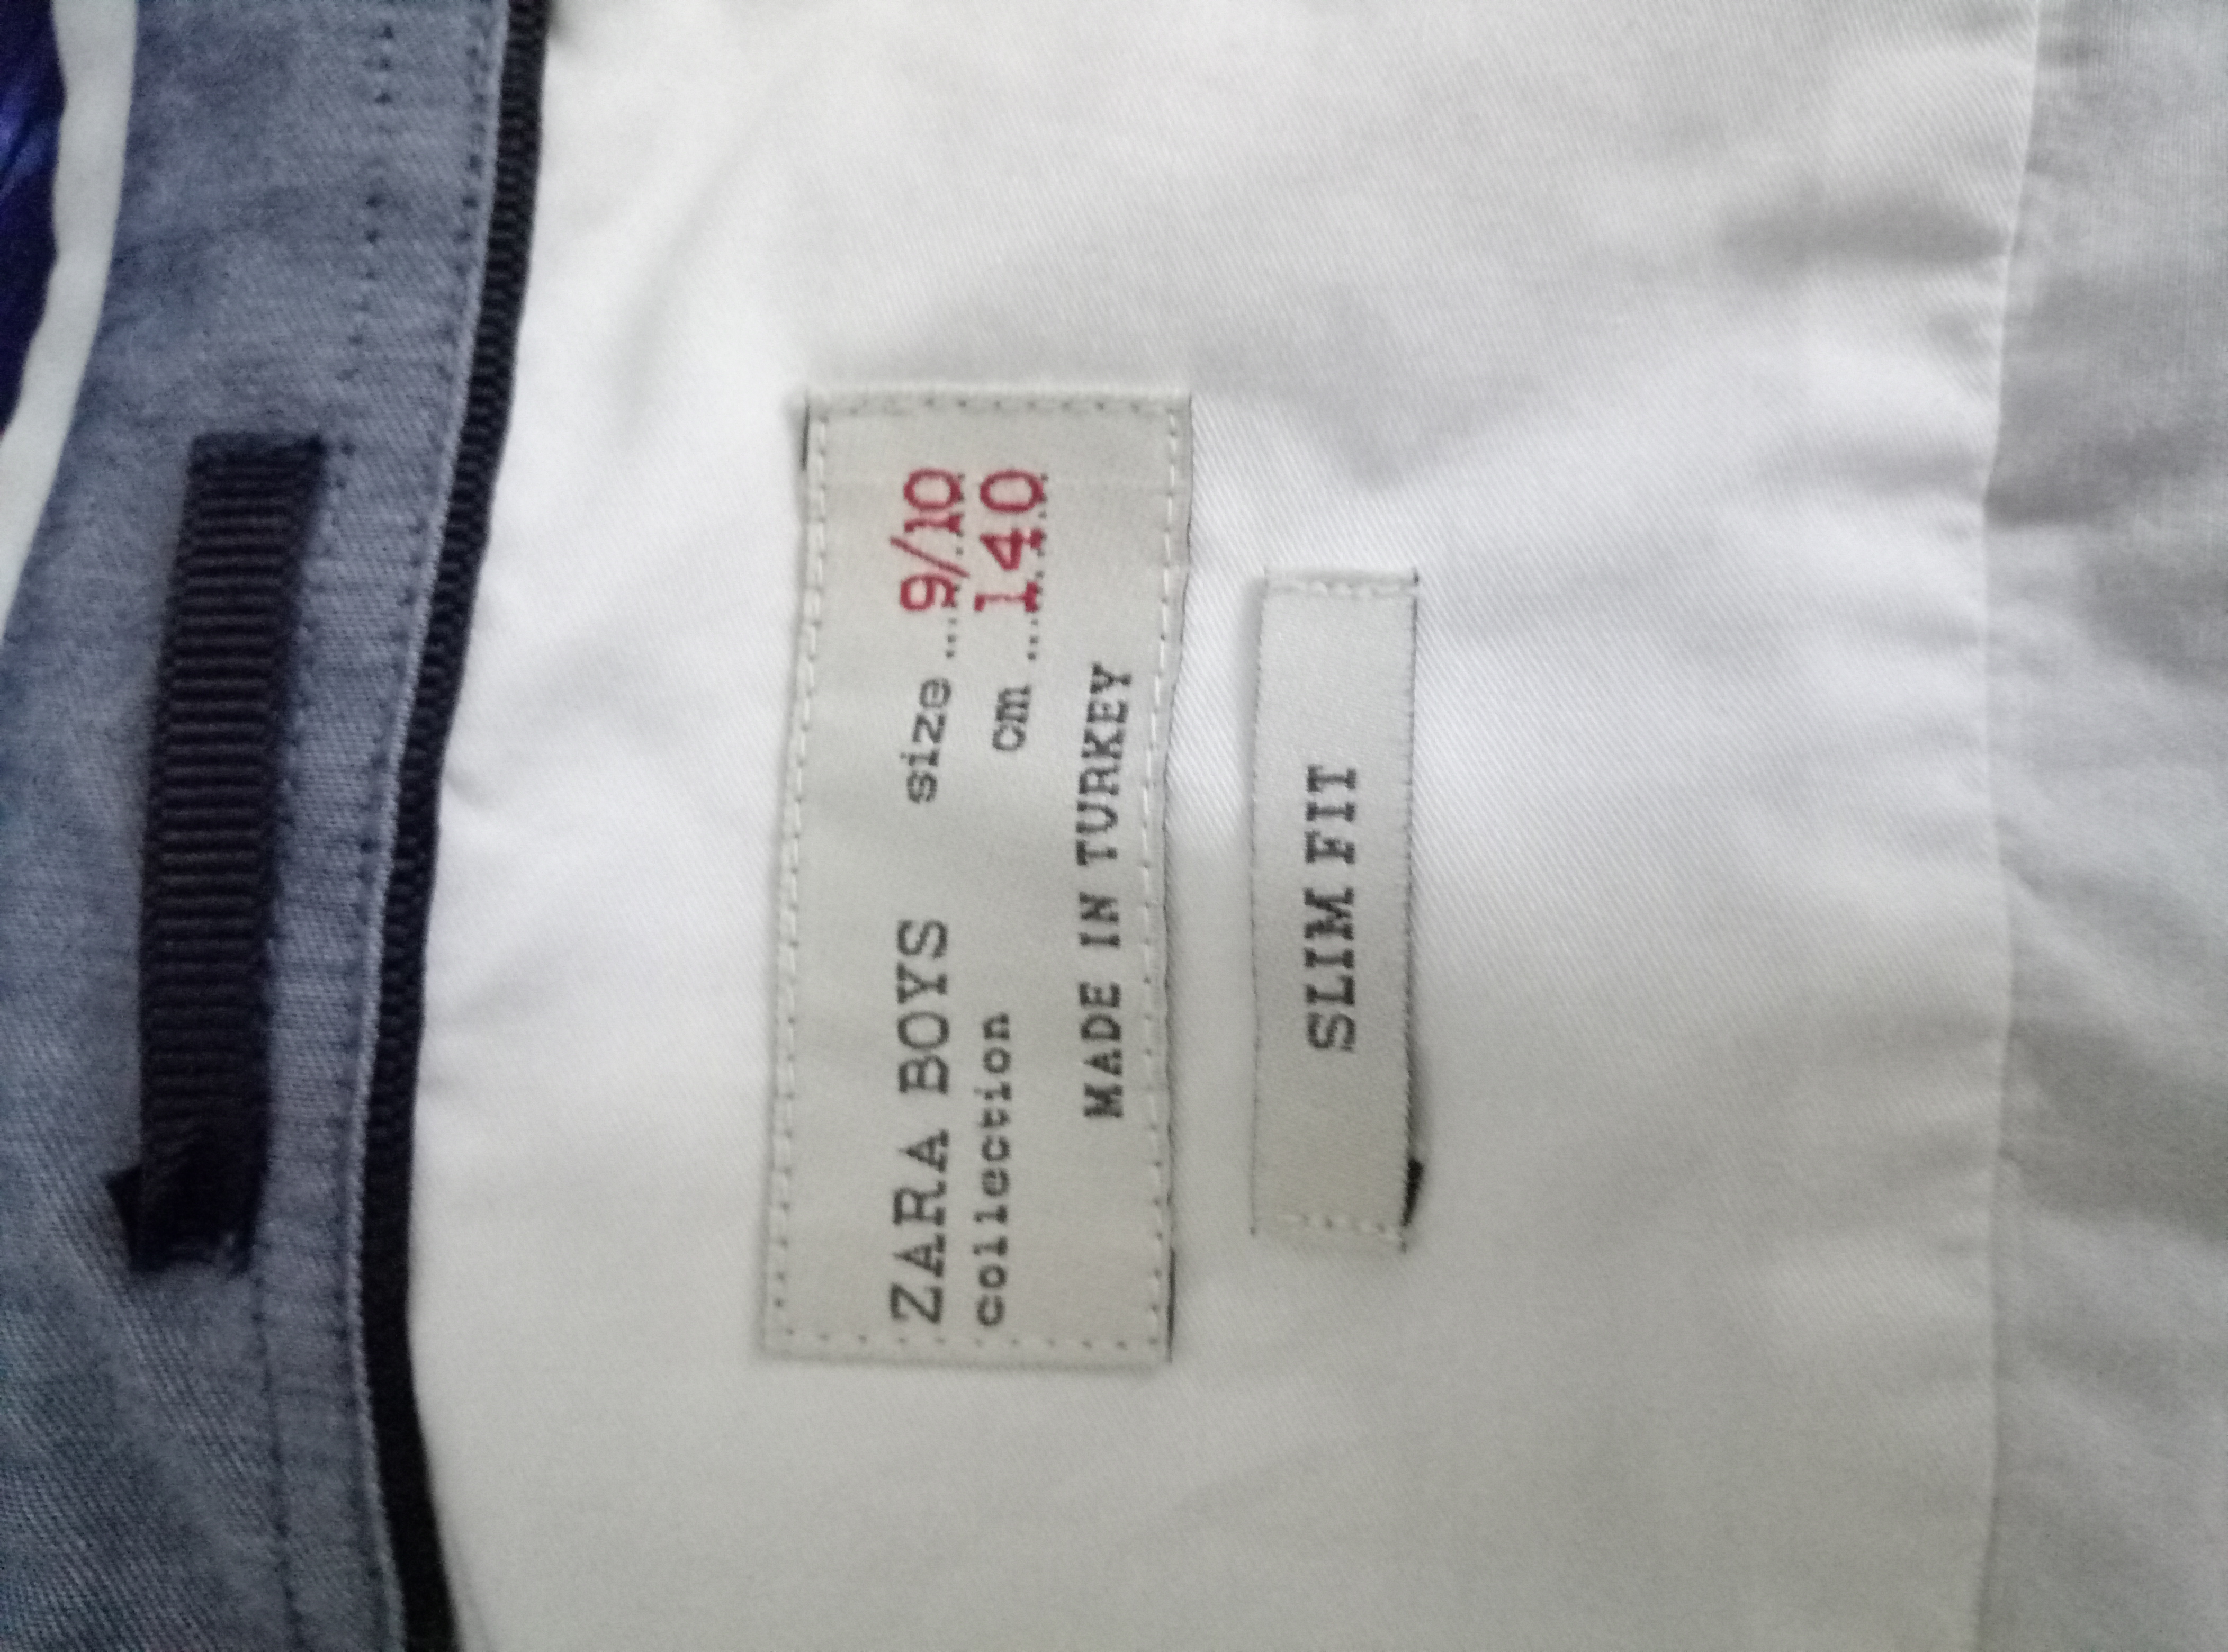 ZARA BOYS size ....9/10
collection cm ....140
MADE IN TURKEY
SLIM FIT